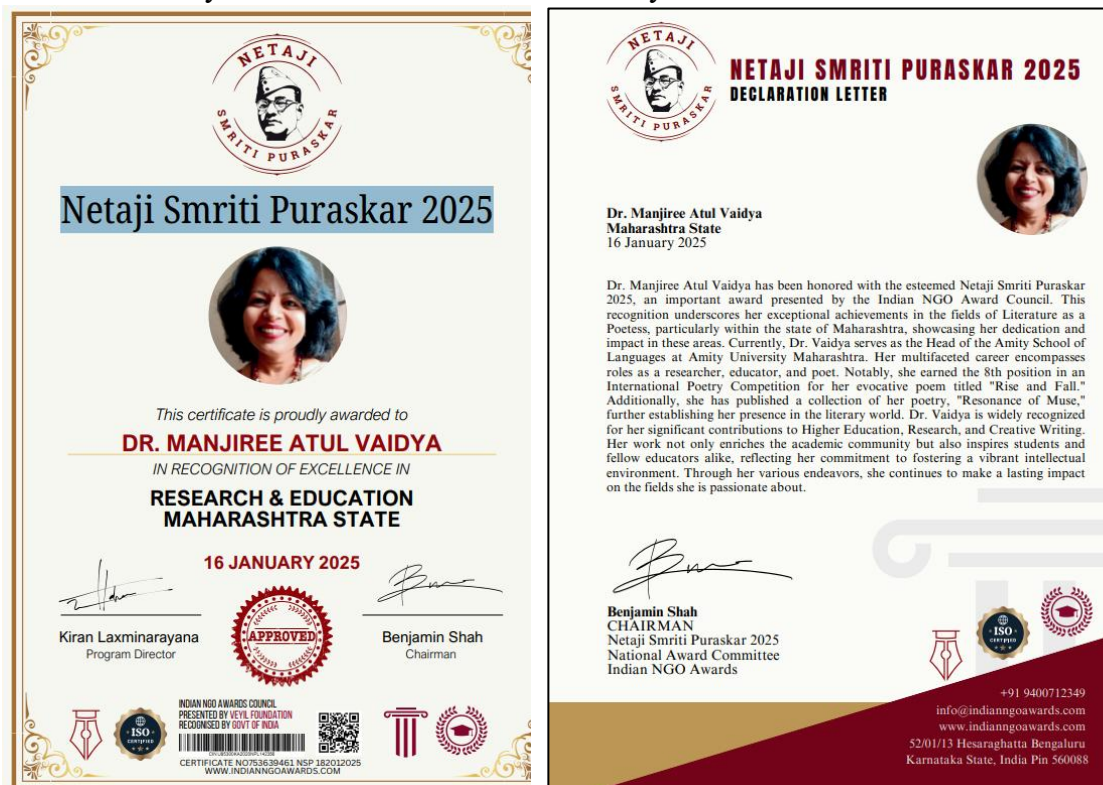 NETAJI
SMRITI PURASKAR
Netaji Smriti Puraskar 2025
This certificate is proudly awarded to
DR. MANJIREE ATUL VAIDYA
IN RECOGNITION OF EXCELLENCE IN
RESEARCH & EDUCATION
MAHARASHTRA STATE
16 JANUARY 2025
Kiran Laxminarayana
Program Director
APPROVED
Benjamin Shah
Chairman
ISO
CERTIFIED
INDIAN NGO AWARDS COUNCIL
PRESENTED BY VEYIL FOUNDATION
RECOGNISED BY GOVT OF INDIA
CERTIFICATE NO753639461 NSP 182012025
WWW.INDIANNGOAWARDS.COM
NETAJI
SMRITI PURASKAR
NETAJI SMRITI PURASKAR 2025
DECLARATION LETTER
Dr. Manjiree Atul Vaidya
Maharashtra State
16 January 2025
Dr. Manjiree Atul Vaidya has been honored with the esteemed Netaji Smriti Puraskar
2025, an important award presented by the Indian NGO Award Council. This
recognition underscores her exceptional achievements in the fields of Literature as a
Poetess, particularly within the state of Maharashtra, showcasing her dedication and
impact in these areas. Currently, Dr. Vaidya serves as the Head of the Amity School of
Languages at Amity University Maharashtra. Her multifaceted career encompasses
roles as a researcher, educator, and poet. Notably, she earned the 8th position in an
International Poetry Competition for her evocative poem titled "Rise and Fall."
Additionally, she has published a collection of her poetry, "Resonance of Muse,"
further establishing her presence in the literary world. Dr. Vaidya is widely recognized
for her significant contributions to Higher Education, Research, and Creative Writing.
Her work not only enriches the academic community but also inspires students and
fellow educators alike, reflecting her commitment to fostering a vibrant intellectual
environment. Through her various endeavors, she continues to make a lasting impact
on the fields she is passionate about.
Benjamin Shah
CHAIRMAN
Netaji Smriti Puraskar 2025
National Award Committee
Indian NGO Awards
ISO
CERTIFIED
+91 9400712349
info@indianngoawards.com
www.indianngoawards.com
52/01/13 Hesaraghatta Bengaluru
Karnataka State, India Pin 560088